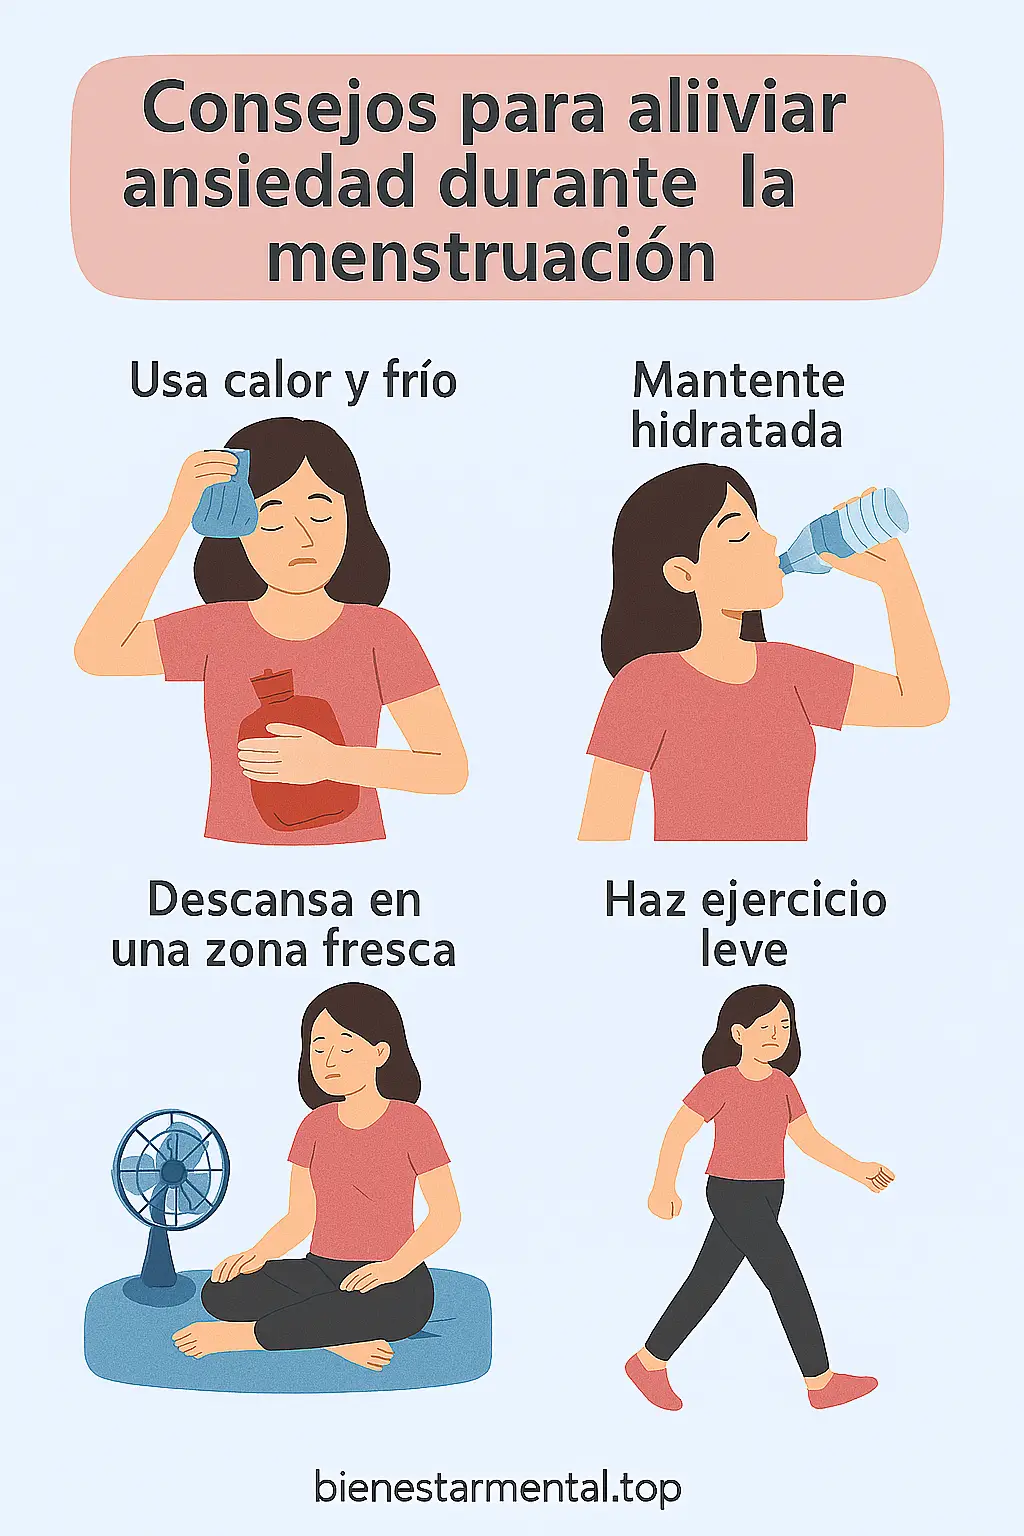 Consejos para aliiviar
ansiedad durante la
menstruación
Usa calor y frío
Mantente
hidratada
Descansa en
una zona fresca
Haz ejercicio
leve
bienestarmental.top